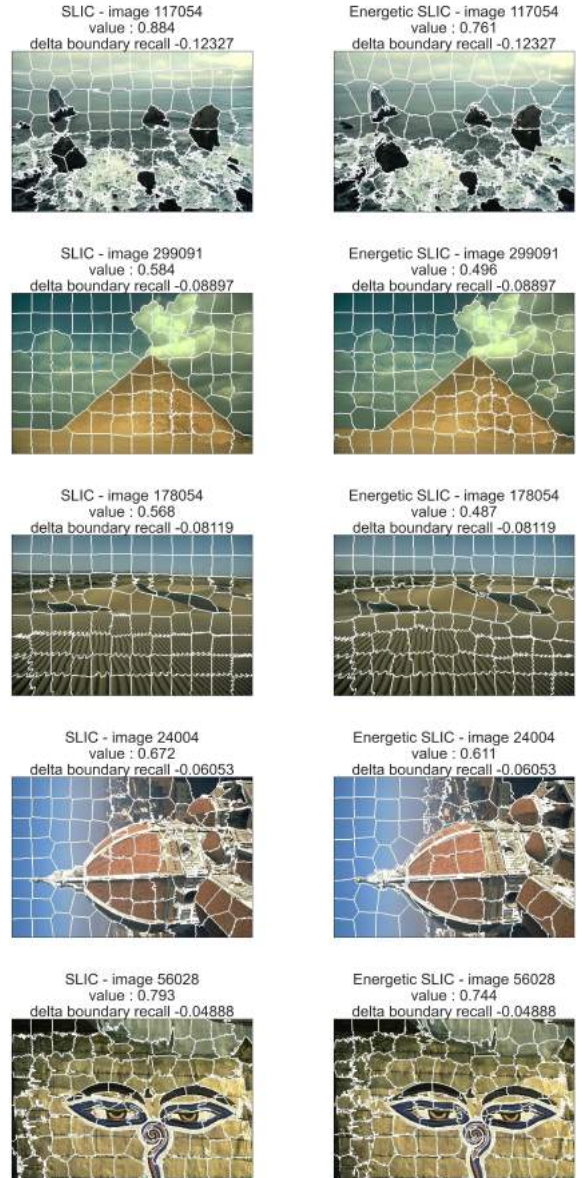 SLIC - image 117054
value : 0.884
delta boundary recall -0.12327
Energetic SLIC - image 117054
value : 0.761
delta boundary recall -0.12327
SLIC - image 299091
value : 0.584
delta boundary recall -0.08897
Energetic SLIC - image 299091
value : 0.496
delta boundary recall -0.08897
SLIC - image 178054
value : 0.568
delta boundary recall -0.08119
Energetic SLIC - image 178054
value : 0.487
delta boundary recall -0.08119
SLIC - image 24004
value : 0.672
delta boundary recall -0.06053
Energetic SLIC - image 24004
value : 0.611
delta boundary recall -0.06053
SLIC - image 56028
value : 0.793
delta boundary recall -0.04888
Energetic SLIC - image 56028
value : 0.744
delta boundary recall -0.04888